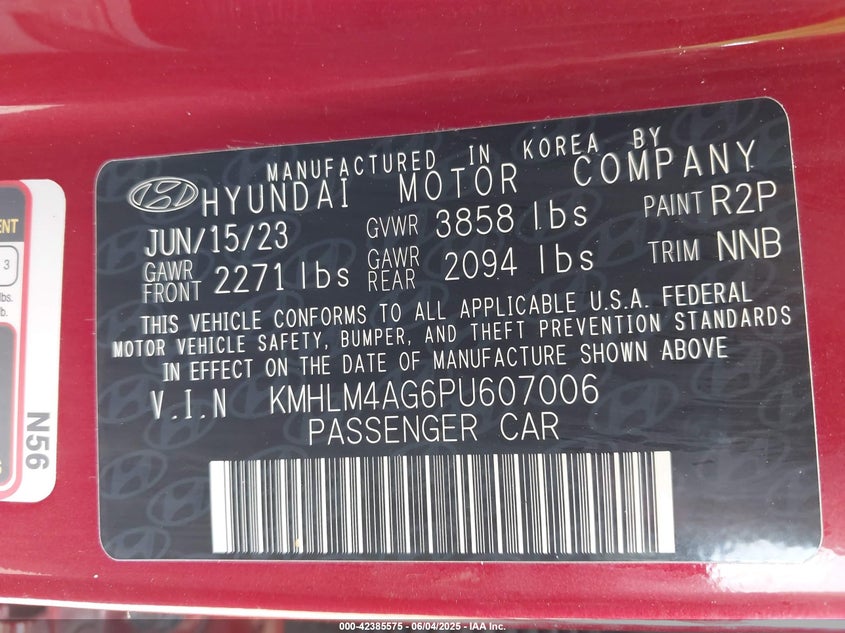 MANUFACTURED IN KOREA BY
HYUNDAI MOTOR COMPANY
JUN/15/23 GVWR 3858 lbs PAINT R2P
GAWR FRONT 2271 lbs GAWR REAR 2094 lbs TRIM NNB
THIS VEHICLE CONFORMS TO ALL APPLICABLE U.S.A. FEDERAL
MOTOR VEHICLE SAFETY, BUMPER, AND THEFT PREVENTION STANDARDS
IN EFFECT ON THE DATE OF MANUFACTURE SHOWN ABOVE
V.I.N KMHLM4AG6PU607006
PASSENGER CAR
3
lbs.
N56
000-42385575 - 06/04/2025 - IAA Inc.